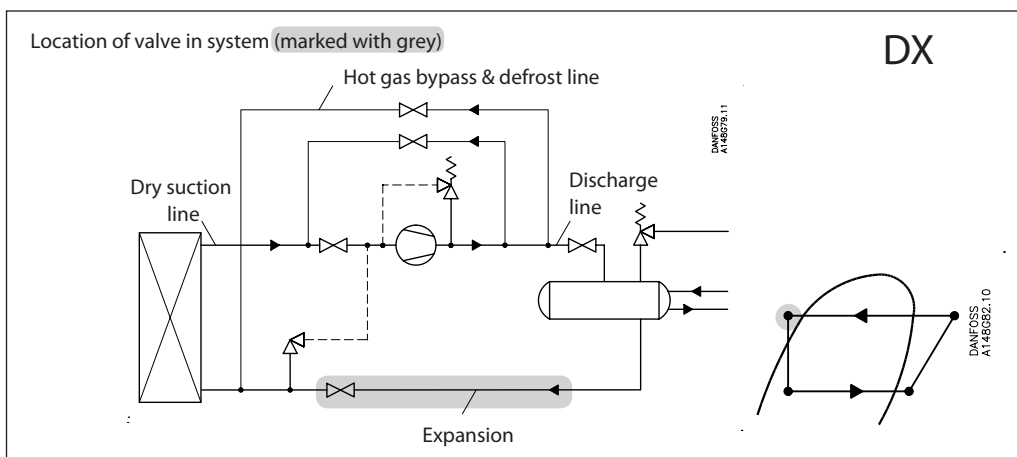 Location of valve in system (marked with grey)
DX
Hot gas bypass & defrost line
DANFOSS
A148G79.11
Dry suction
line
Discharge
line
DANFOSS
A148G82.10
Expansion